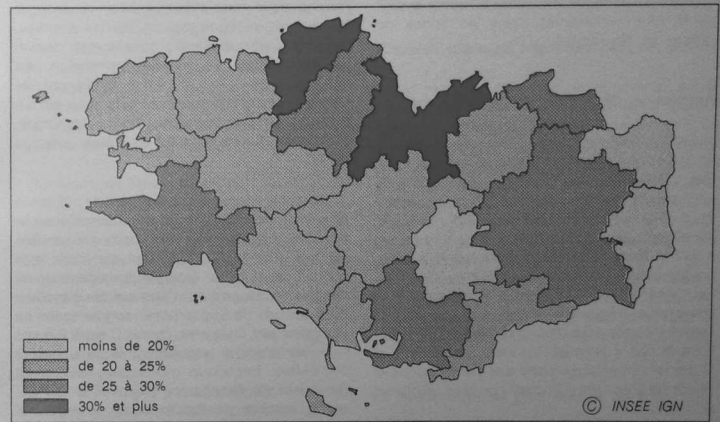 moins de 20%
de 20 à 25%
de 25 à 30%
30% et plus
© INSEE IGN